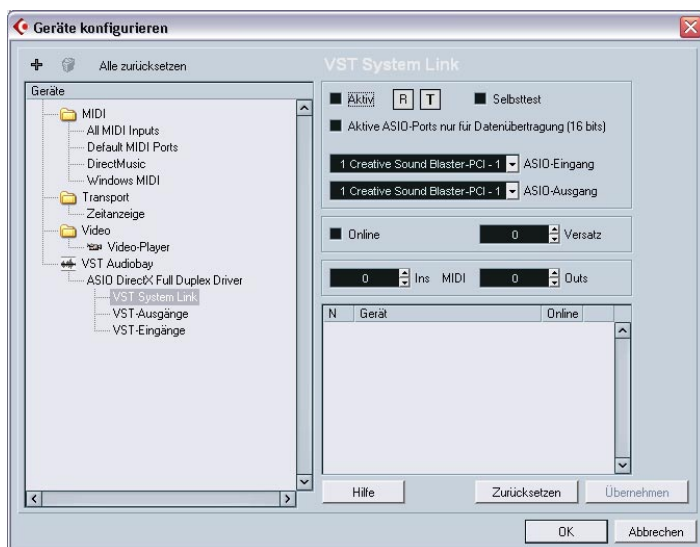 Geräte konfigurieren
Alle zurücksetzen
Geräte
MIDI
All MIDI Inputs
Default MIDI Ports
DirectMusic
Windows MIDI
Transport
Zeitanzeige
Video
Video-Player
VST Audiobay
ASIO DirectX Full Duplex Driver
VST System Link
VST-Ausgänge
VST-Eingänge
VST System Link
Aktiv R T Selbsttest
Aktive ASIO-Ports nur für Datenübertragung (16 bits)
1 Creative Sound Blaster-PCI - 1 ASIO-Eingang
1 Creative Sound Blaster-PCI - 1 ASIO-Ausgang
Online 0 Versatz
0 Ins MIDI 0 Outs
N Gerät Online
Hilfe Zurücksetzen Übernehmen
OK Abbrechen